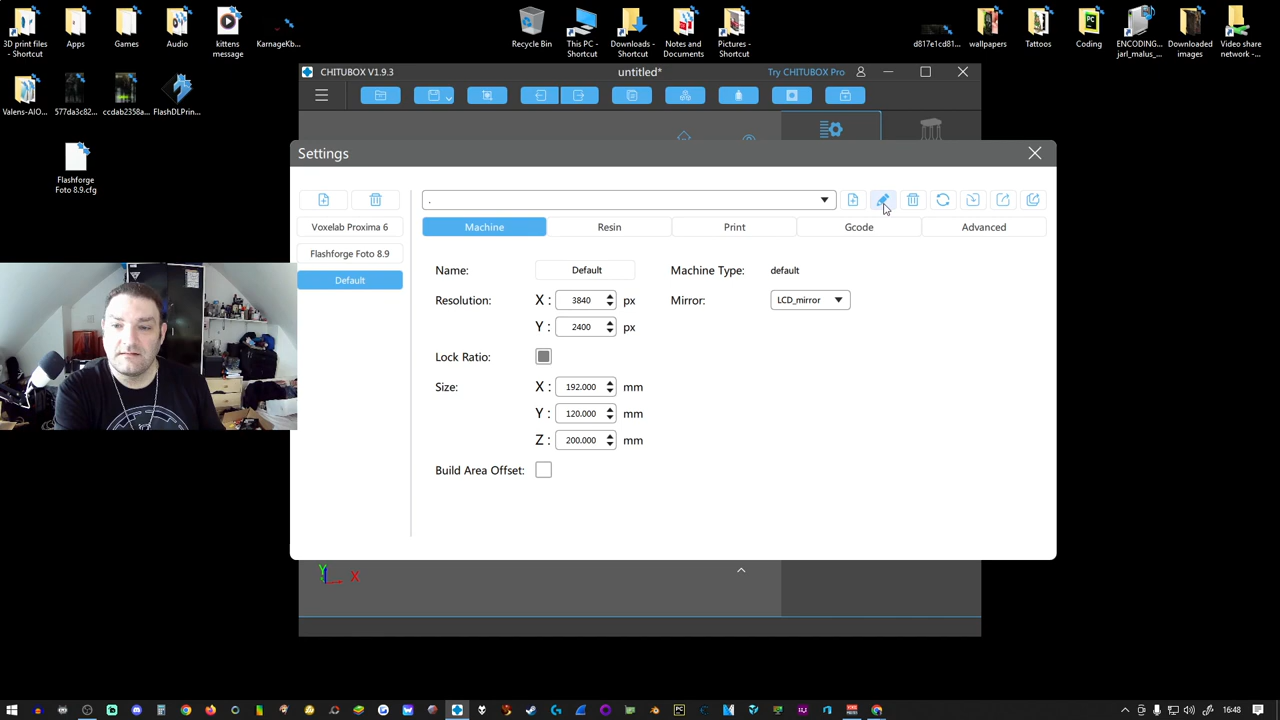 3D print files - Shortcut
Apps
Games
Audio
kittens message
KarnageKb...
Recycle Bin
This PC - Shortcut
Downloads - Shortcut
Notes and Documents
Pictures - Shortcut
d817e1cd81...
wallpapers
Tattoos
Coding
ENCODING... jarl_malus_...
Downloaded images
Video share network -...
Valens-AIO...
577da3c82...
ccdab2358a...
FlashDLPrin...
Flashforge Foto 8.9.cfg
CHITUBOX V1.9.3
untitled*
Try CHITUBOX Pro
Settings
.
Voxelab Proxima 6
Flashforge Foto 8.9
Default
Machine
Resin
Print
Gcode
Advanced
Name:
Default
Machine Type:
default
Resolution:
X :
3840
px
Mirror:
LCD_mirror
Y :
2400
px
Lock Ratio:
Size:
X :
192.000
mm
Y :
120.000
mm
Z :
200.000
mm
Build Area Offset:
Y
X
16:48